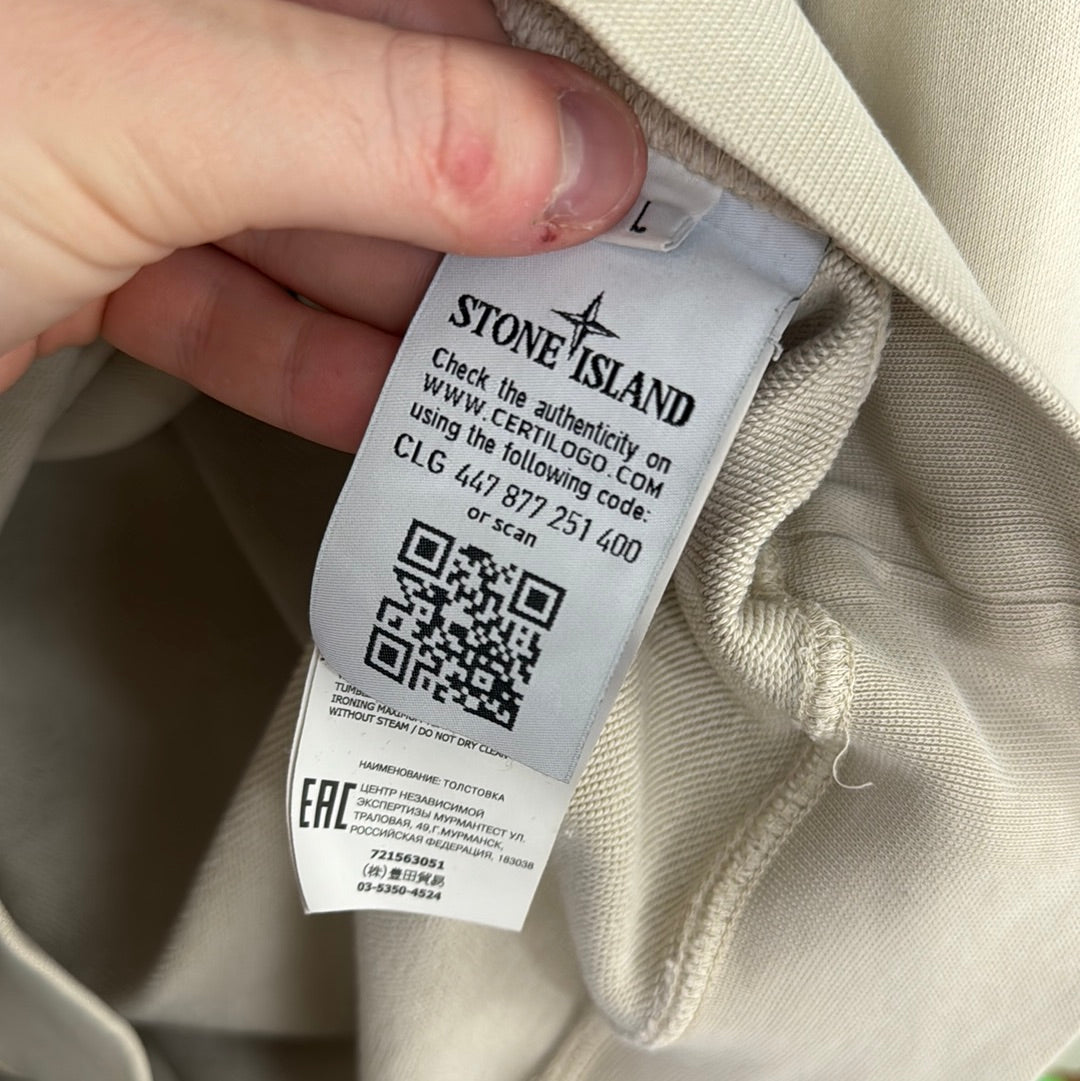 L
STONE ISLAND
Check the authenticity on
WWW.CERTILOGO.COM
using the following code:
CLG 447 877 251 400
or scan
IRONING MAXIMUM
WITHOUT STEAM / DO NOT DRY CLEAN
НАИМЕНОВАНИЕ: ТОЛСТОВКА
EAC
ЦЕНТР НЕЗАВИСИМОЙ
ЭКСПЕРТИЗЫ МУРМАНТЕСТ УЛ.
ТРАЛОВАЯ, 49,Г.МУРМАНСК,
РОССИЙСКАЯ ФЕДЕРАЦИЯ, 183038
721563051
(株)豊田貿易
03-5350-4524